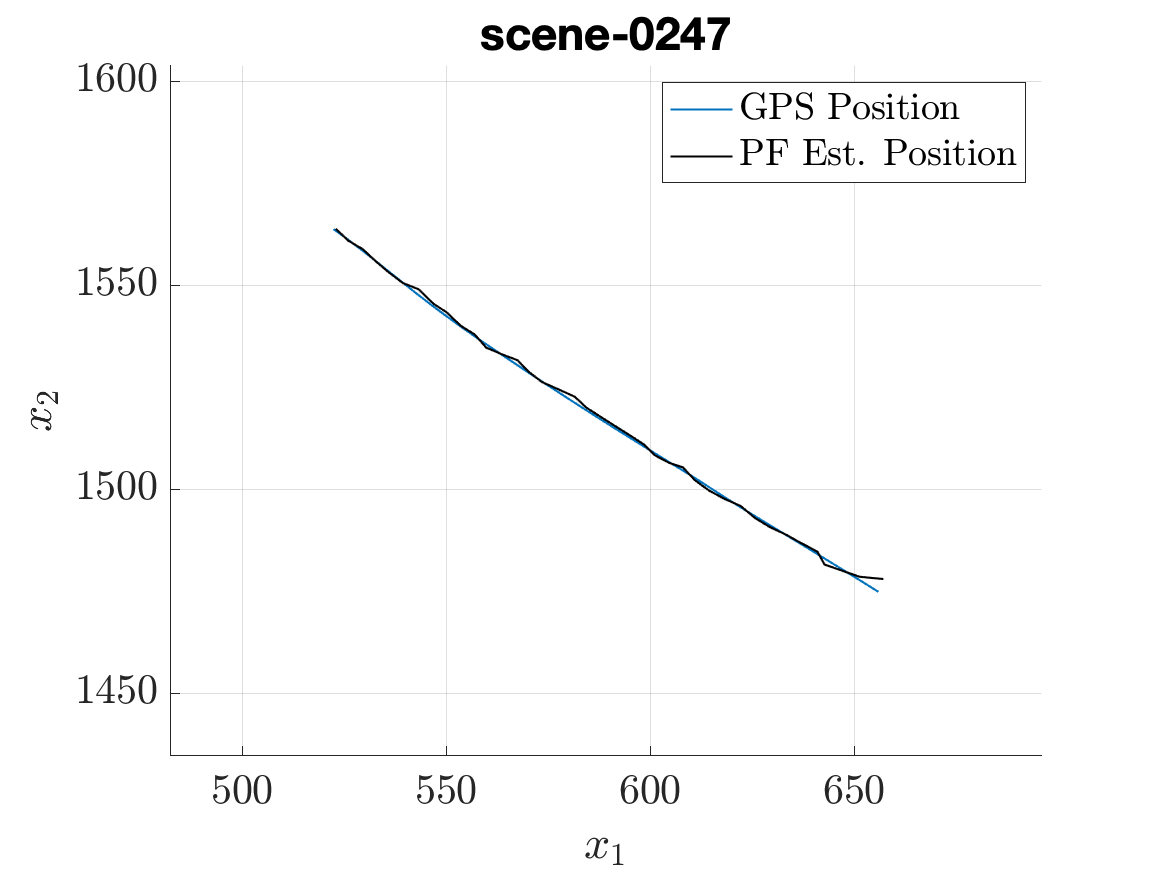 scene-0247
1600
1550
1500
1450
x₂
GPS Position
PF Est. Position
500 550 600 650
x₁